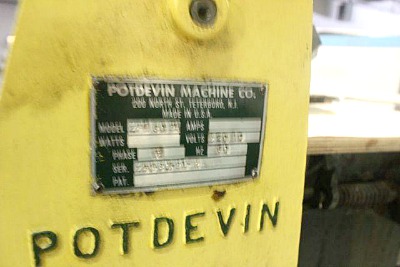 POTDEVIN MACHINE CO.
200 NORTH ST. TETERBORO, N.J.
MADE IN U.S.A.
MODEL AMPS
WATTS VOLTS
PHASE HZ
SER.
PAT.
POTDEVIN